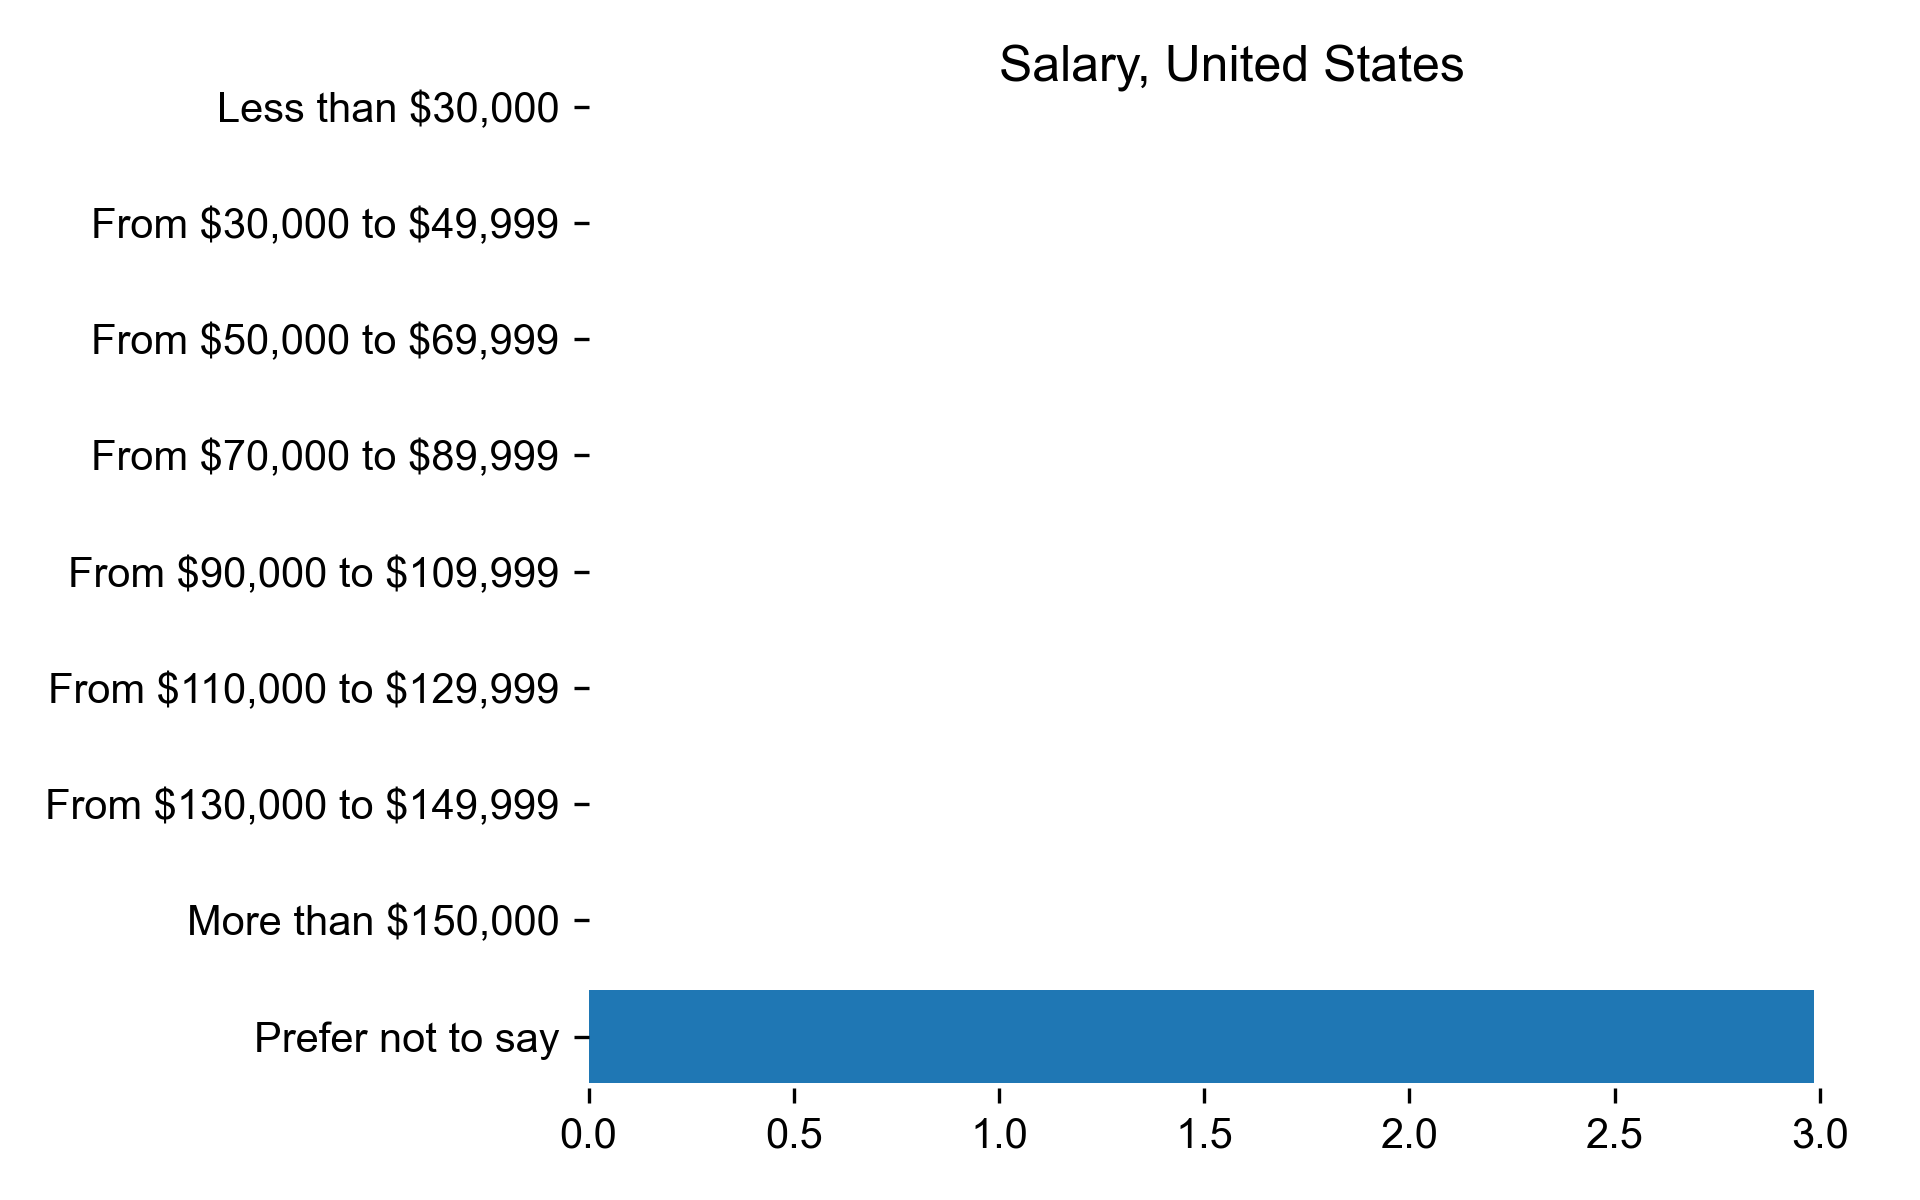 Salary, United States
Less than $30,000
From $30,000 to $49,999
From $50,000 to $69,999
From $70,000 to $89,999
From $90,000 to $109,999
From $110,000 to $129,999
From $130,000 to $149,999
More than $150,000
Prefer not to say
0.0 0.5 1.0 1.5 2.0 2.5 3.0